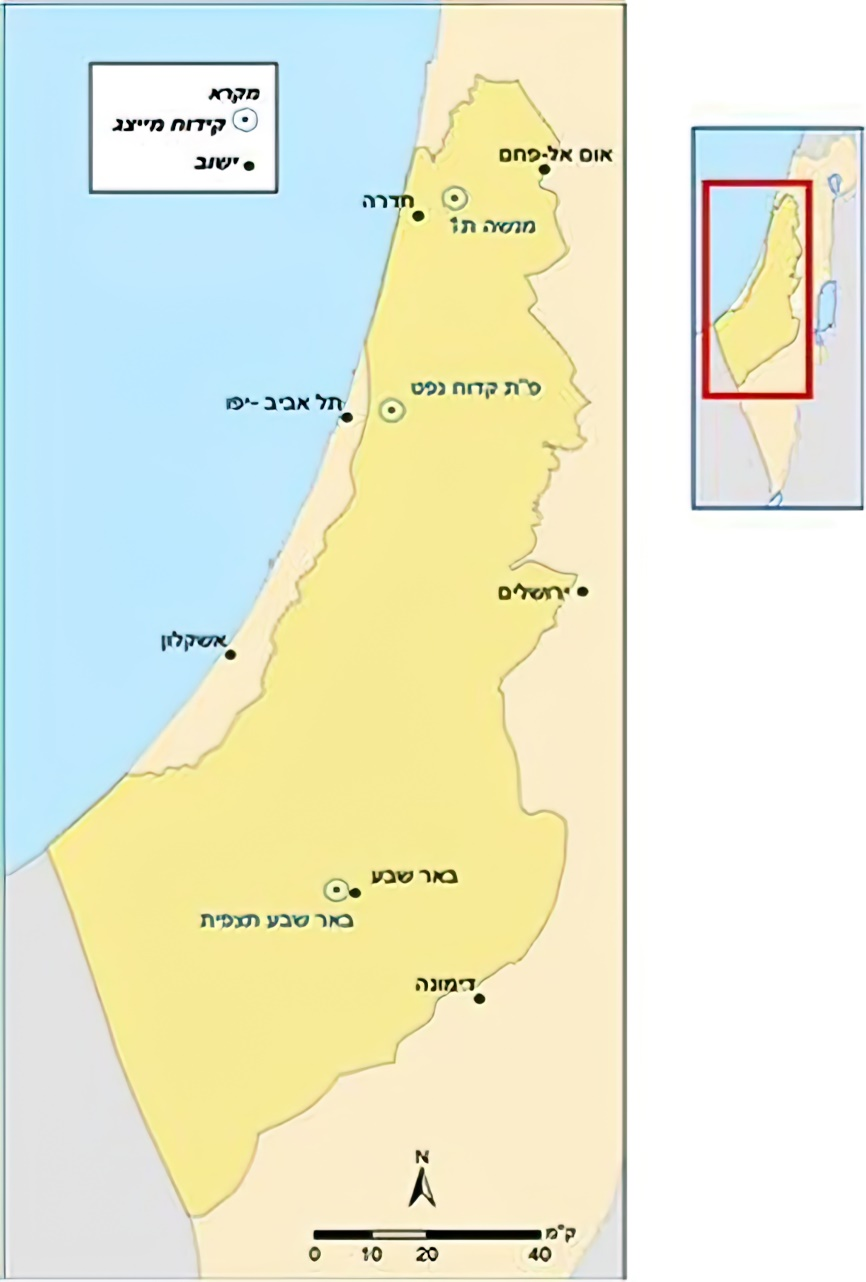 מקרא
קידוח מייצג
ישוב
אום אל-פחם
חדרה
מנשה ת1
פ"ת קדוח נפט
תל אביב -יפו
ירושלים
אשקלון
באר שבע
באר שבע תצפית
דימונה
N
ק"מ
0 10 20 40